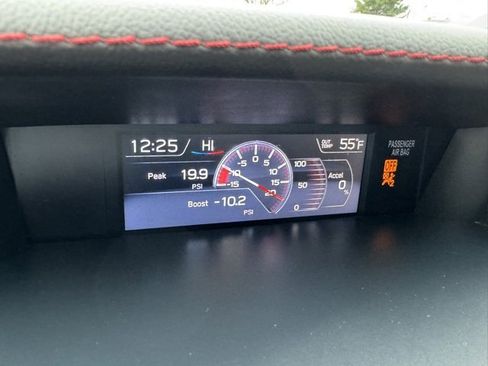 12:25 HI OUT TEMP 55°F
PASSENGER
AIR BAG
OFF
Peak 19.9
PSI
Boost -10.2
PSI
-15 -10 -5 0 5 10 15 20
100
50
0
Accel
0
%